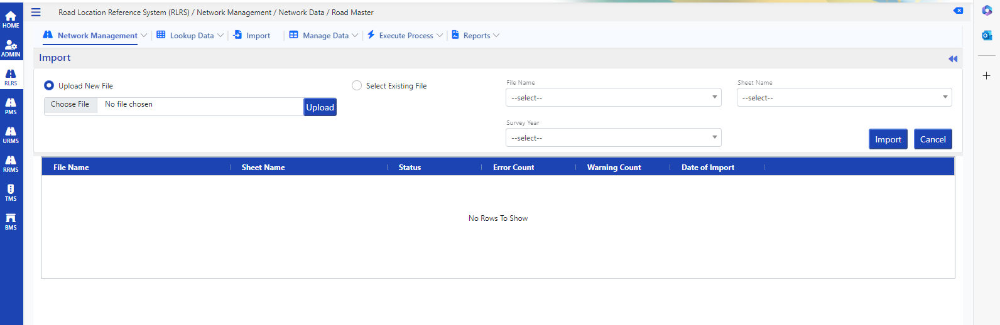 Road Location Reference System (RLRS) / Network Management / Network Data / Road Master
HOME
ADMIN
RLRS
PMS
URMS
RRMS
TMS
BMS
Network Management Lookup Data Import Manage Data Execute Process Reports
Import
Upload New File
Select Existing File
Choose File No file chosen Upload
File Name
--select--
Sheet Name
--select--
Survey Year
--select--
Import Cancel
File Name Sheet Name Status Error Count Warning Count Date of Import
No Rows To Show